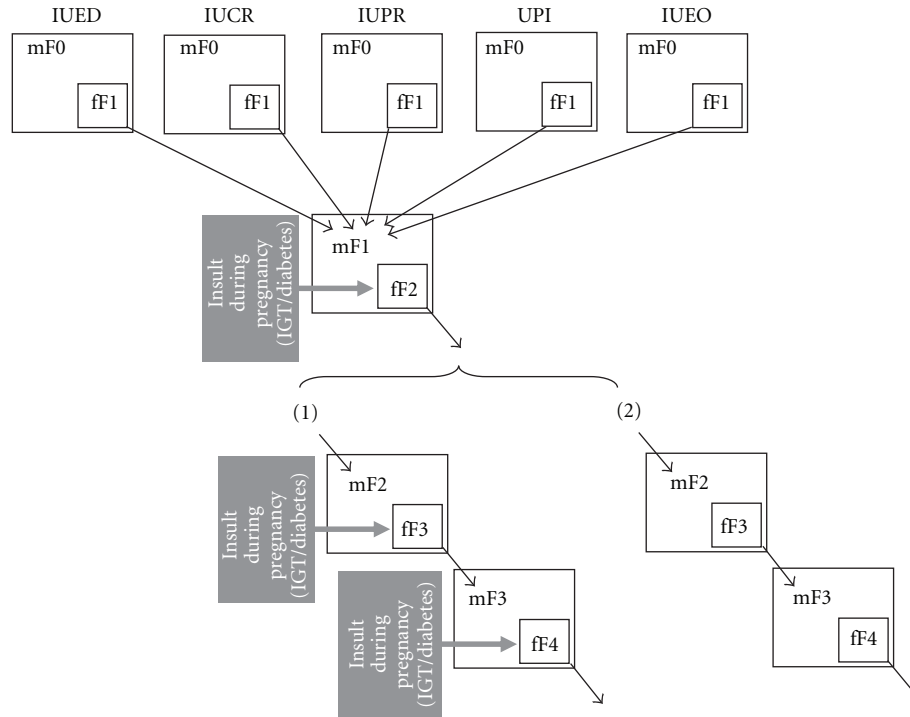 IUED IUCR IUPR UPI IUEO
mF0 mF0 mF0 mF0 mF0
fF1 fF1 fF1 fF1 fF1
Insult
during
pregnancy
(IGT/diabetes)
mF1
fF2
(1) (2)
Insult
during
pregnancy
(IGT/diabetes)
mF2
fF3
Insult
during
pregnancy
(IGT/diabetes)
mF3
fF4
mF2
fF3
mF3
fF4